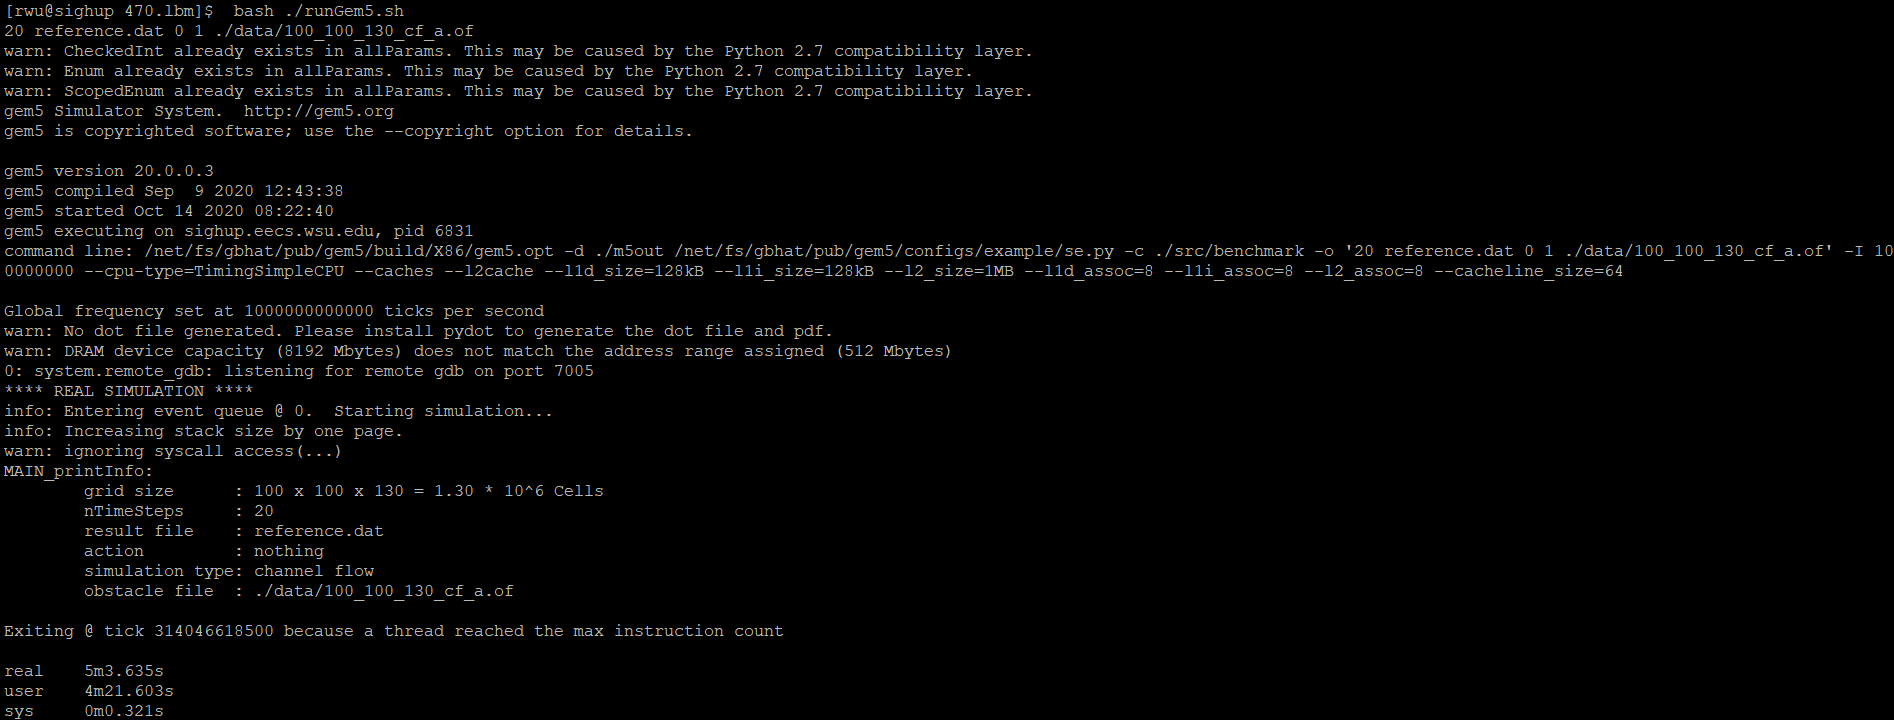 [rwu@sighup 470.lbm]$  bash ./runGem5.sh
20 reference.dat 0 1 ./data/100_100_130_cf_a.of
warn: CheckedInt already exists in allParams. This may be caused by the Python 2.7 compatibility layer.
warn: Enum already exists in allParams. This may be caused by the Python 2.7 compatibility layer.
warn: ScopedEnum already exists in allParams. This may be caused by the Python 2.7 compatibility layer.
gem5 Simulator System.  http://gem5.org
gem5 is copyrighted software; use the --copyright option for details.

gem5 version 20.0.0.3
gem5 compiled Sep  9 2020 12:43:38
gem5 started Oct 14 2020 08:22:40
gem5 executing on sighup.eecs.wsu.edu, pid 6831
command line: /net/fs/gbhat/pub/gem5/build/X86/gem5.opt -d ./m5out /net/fs/gbhat/pub/gem5/configs/example/se.py -c ./src/benchmark -o '20 reference.dat 0 1 ./data/100_100_130_cf_a.of' -I 10
0000000 --cpu-type=TimingSimpleCPU --caches --l2cache --l1d_size=128kB --l1i_size=128kB --l2_size=1MB --l1d_assoc=8 --l1i_assoc=8 --l2_assoc=8 --cacheline_size=64

Global frequency set at 1000000000000 ticks per second
warn: No dot file generated. Please install pydot to generate the dot file and pdf.
warn: DRAM device capacity (8192 Mbytes) does not match the address range assigned (512 Mbytes)
0: system.remote_gdb: listening for remote gdb on port 7005
**** REAL SIMULATION ****
info: Entering event queue @ 0.  Starting simulation...
info: Increasing stack size by one page.
warn: ignoring syscall access(...)
MAIN_printInfo:
        grid size      : 100 x 100 x 130 = 1.30 * 10^6 Cells
        nTimeSteps     : 20
        result file    : reference.dat
        action         : nothing
        simulation type: channel flow
        obstacle file  : ./data/100_100_130_cf_a.of

Exiting @ tick 314046618500 because a thread reached the max instruction count

real    5m3.635s
user    4m21.603s
sys     0m0.321s